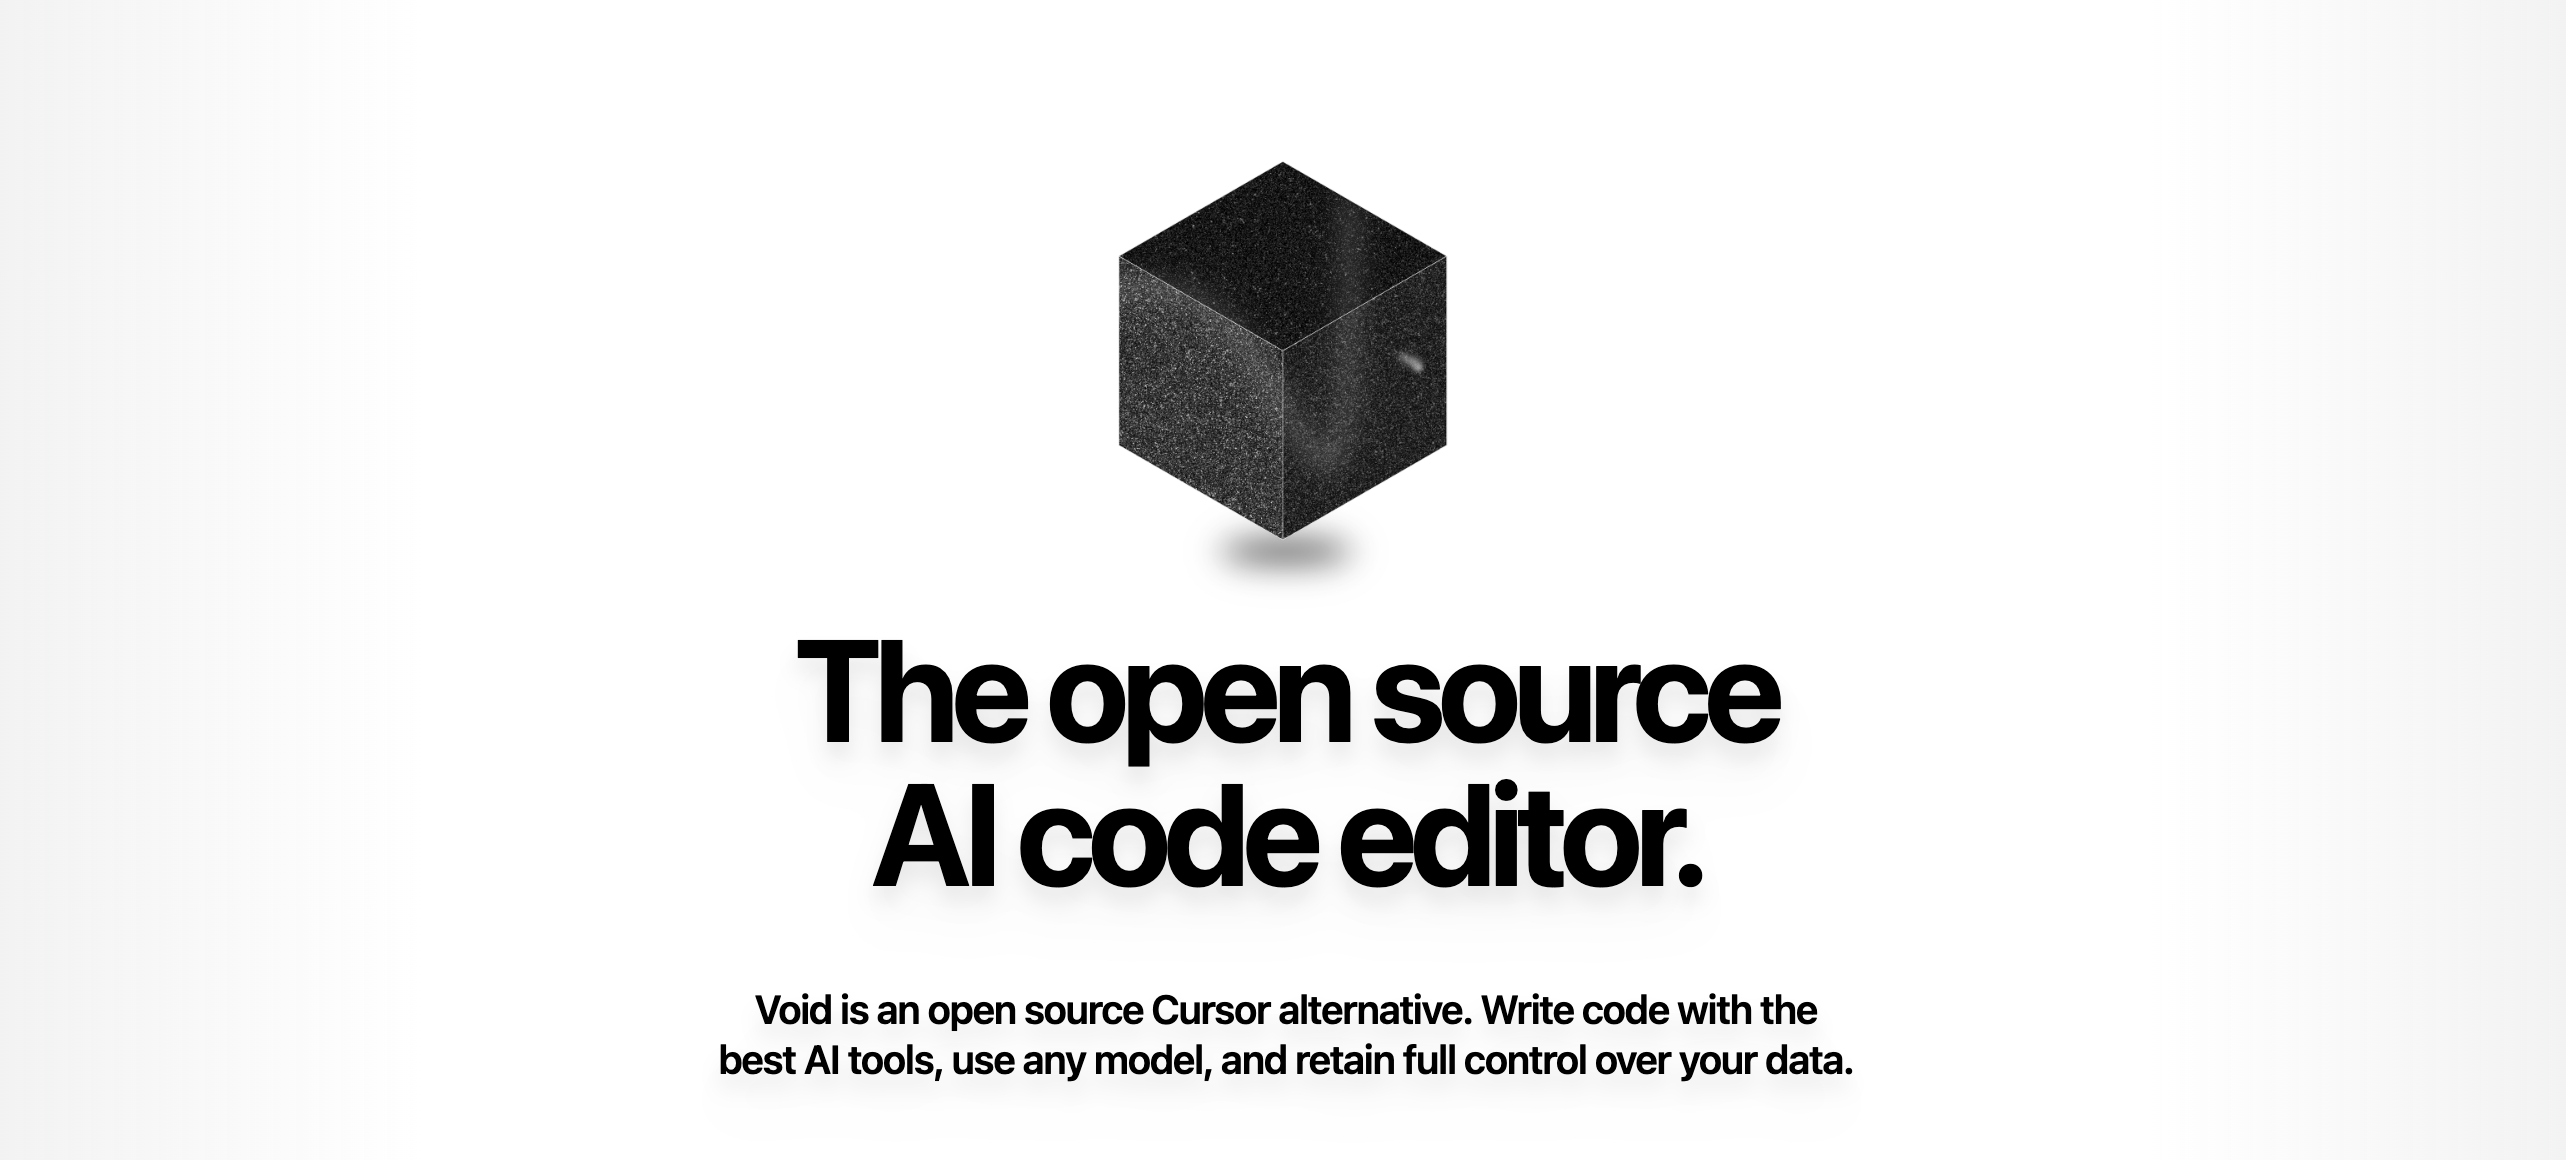 The open source
AI code editor.
Void is an open source Cursor alternative. Write code with the
best AI tools, use any model, and retain full control over your data.